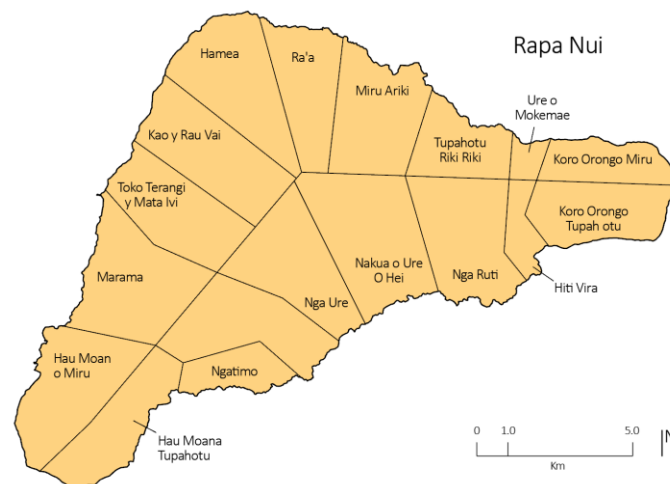 Rapa Nui
Hamea
Ra'a
Miru Ariki
Ure o
Mokemae
Kao y Rau Vai
Tupahotu
Riki Riki
Koro Orongo Miru
Toko Terangi
y Mata Ivi
Koro Orongo
Tupah otu
Marama
Nakua o Ure
O Hei
Nga Ruti
Nga Ure
Hiti Vira
Hau Moan
o Miru
Ngatimo
Hau Moana
Tupahotu
0 1.0 5.0
Km
N